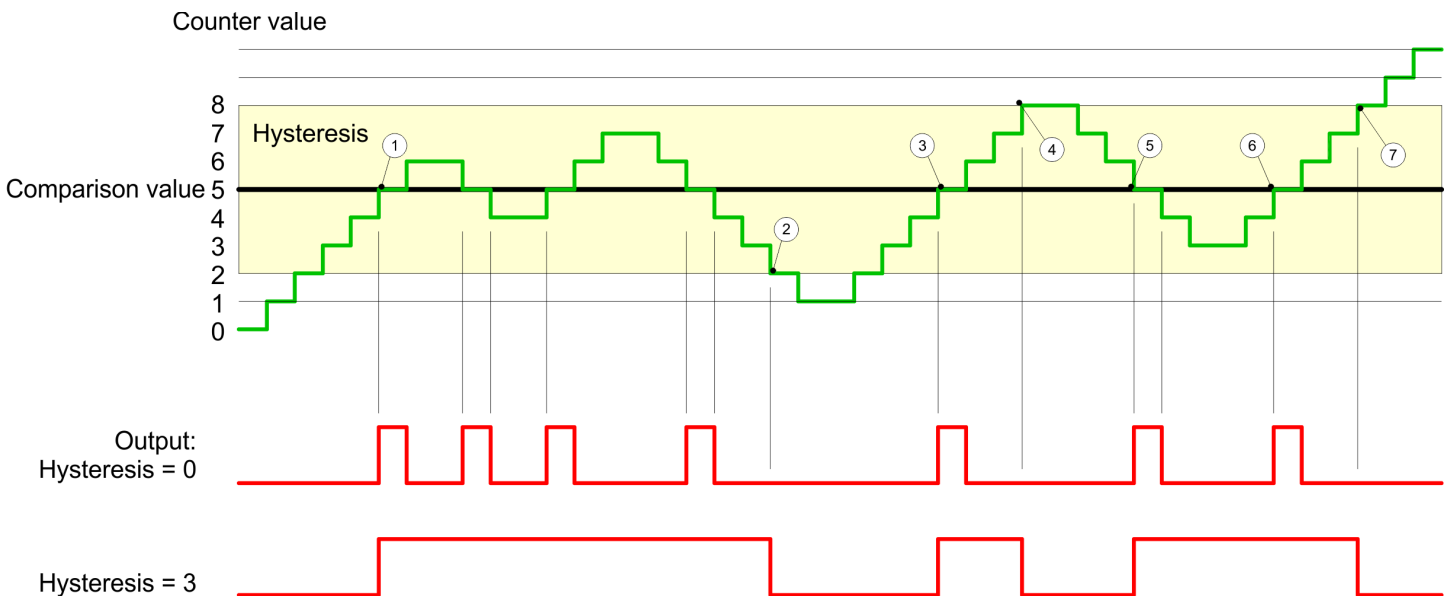 Counter value
8
7
Hysteresis
1
3
4
5
6
7
6
Comparison value 5
4
3
2
2
1
0
Output:
Hysteresis = 0
Hysteresis = 3